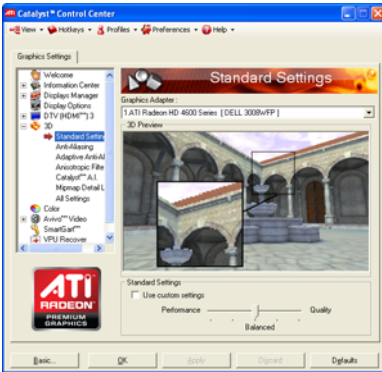 ATI Catalyst™ Control Center
View Hotkeys Profiles Preferences Help
Graphics Settings
Welcome
Information Center
Displays Manager
Display Options
DTV (HDMI™) 3
3D
Standard Settin
Anti-Aliasing
Adaptive Anti-Al
Anisotropic Filte
Catalyst™ A.I.
Mipmap Detail L
All Settings
Color
Avivo™ Video
SmartGart™
VPU Recover
ATI
RADEON
PREMIUM
GRAPHICS
Standard Settings
Graphics Adapter :
1.ATI Radeon HD 4600 Series [ DELL 3008WFP ]
3D Preview
Standard Settings
Use custom settings
Performance Quality
Balanced
Basic... OK Apply Discard Defaults